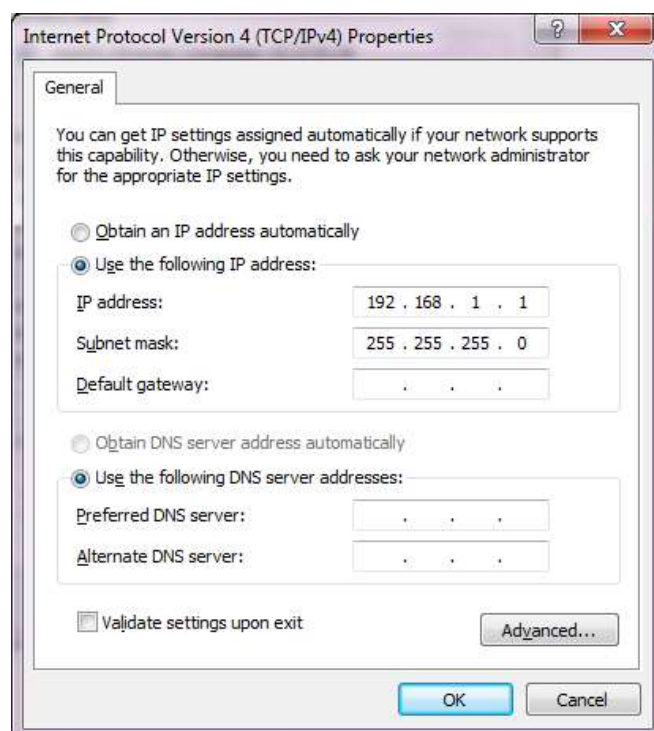 Internet Protocol Version 4 (TCP/IPv4) Properties
?
X
General
You can get IP settings assigned automatically if your network supports
this capability. Otherwise, you need to ask your network administrator
for the appropriate IP settings.
Obtain an IP address automatically
Use the following IP address:
IP address: 192 . 168 . 1 . 1
Subnet mask: 255 . 255 . 255 . 0
Default gateway: . . .
Obtain DNS server address automatically
Use the following DNS server addresses:
Preferred DNS server: . . .
Alternate DNS server: . . .
Validate settings upon exit
Advanced...
OK Cancel